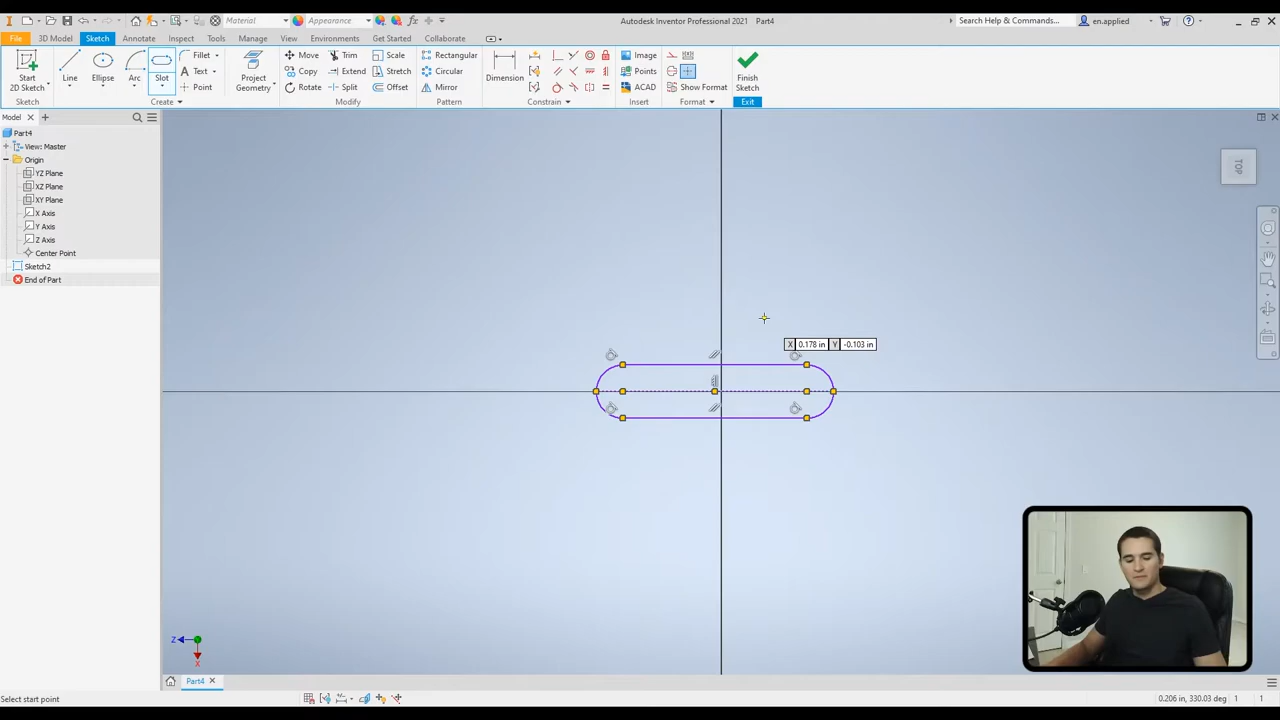 Material
Appearance
fx
Autodesk Inventor Professional 2021 Part4
Search Help & Commands...
en.applied
File
3D Model
Sketch
Annotate
Inspect
Tools
Manage
View
Environments
Get Started
Collaborate
Start
2D Sketch
Line
Ellipse
Arc
Slot
Fillet
Text
Point
Project
Geometry
Move
Copy
Rotate
Trim
Extend
Split
Scale
Stretch
Offset
Rectangular
Circular
Mirror
Dimension
Image
Points
ACAD
Show Format
Finish
Sketch
Sketch
Create
Modify
Pattern
Constrain
Insert
Format
Exit
Model
Part4
View: Master
Origin
YZ Plane
XZ Plane
XY Plane
X Axis
Y Axis
Z Axis
Center Point
Sketch2
End of Part
TOP
X 0.178 in Y -0.103 in
Z
X
Part4
Select start point
0.206 in, 330.03 deg 1 1